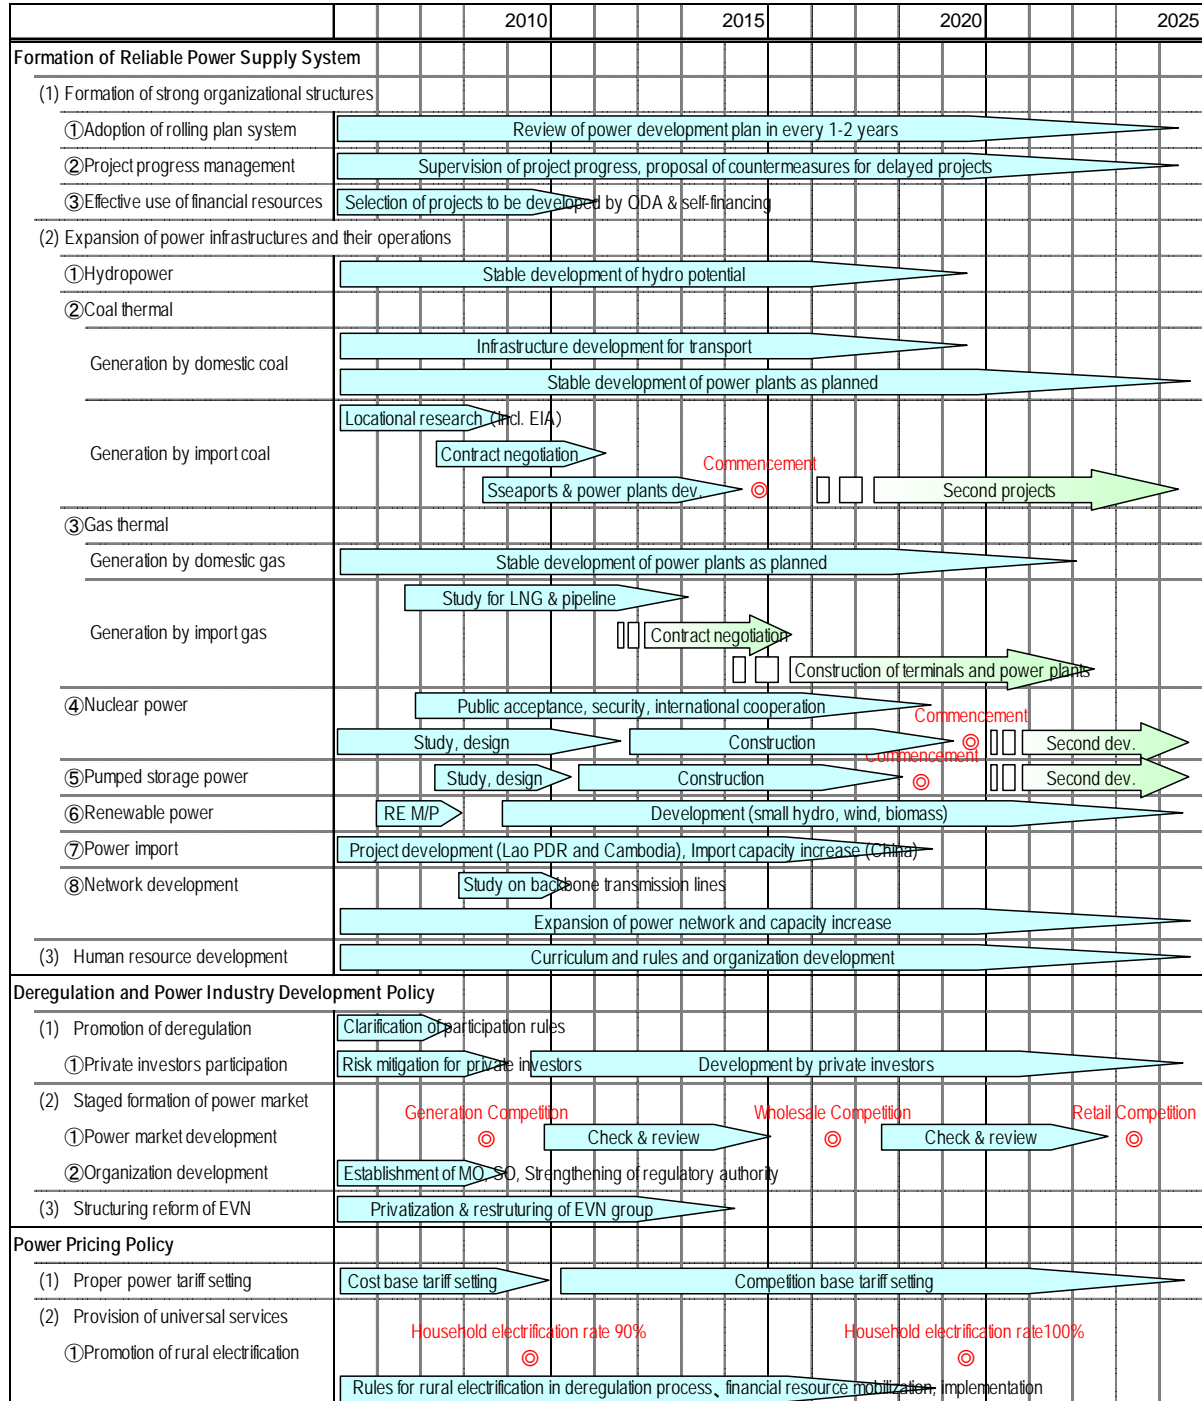 2010 2015 2020 2025
Formation of Reliable Power Supply System
(1) Formation of strong organizational structures
①Adoption of rolling plan system Review of power development plan in every 1-2 years
②Project progress management Supervision of project progress, proposal of countermeasures for delayed projects
③Effective use of financial resources Selection of projects to be developed by ODA & self-financing
(2) Expansion of power infrastructures and their operations
①Hydropower Stable development of hydro potential
②Coal thermal
Infrastructure development for transport
Generation by domestic coal
Stable development of power plants as planned
Locational research (incl. EIA)
Generation by import coal Contract negotiation
Commencement
Sseaports & power plants dev. ◎ Second projects
③Gas thermal
Generation by domestic gas Stable development of power plants as planned
Study for LNG & pipeline
Generation by import gas Contract negotiation
Construction of terminals and power plants
④Nuclear power Public acceptance, security, international cooperation
Commencement
Study, design Construction ◎ Second dev.
Commencement
⑤Pumped storage power Study, design Construction ◎ Second dev.
⑥Renewable power RE M/P Development (small hydro, wind, biomass)
⑦Power import Project development (Lao PDR and Cambodia), Import capacity increase (China)
⑧Network development Study on backbone transmission lines
Expansion of power network and capacity increase
(3) Human resource development Curriculum and rules and organization development
Deregulation and Power Industry Development Policy
(1) Promotion of deregulation Clarification of participation rules
①Private investors participation Risk mitigation for private investors Development by private investors
(2) Staged formation of power market Generation Competition Wholesale Competition Retail Competition
①Power market development ◎ Check & review ◎ Check & review ◎
②Organization development Establishment of MO, SO, Strengthening of regulatory authority
(3) Structuring reform of EVN Privatization & restruturing of EVN group
Power Pricing Policy
(1) Proper power tariff setting Cost base tariff setting Competition base tariff setting
(2) Provision of universal services
Household electrification rate 90% Household electrification rate100%
①Promotion of rural electrification ◎ ◎
Rules for rural electrification in deregulation process、financial resource mobilization, implementation